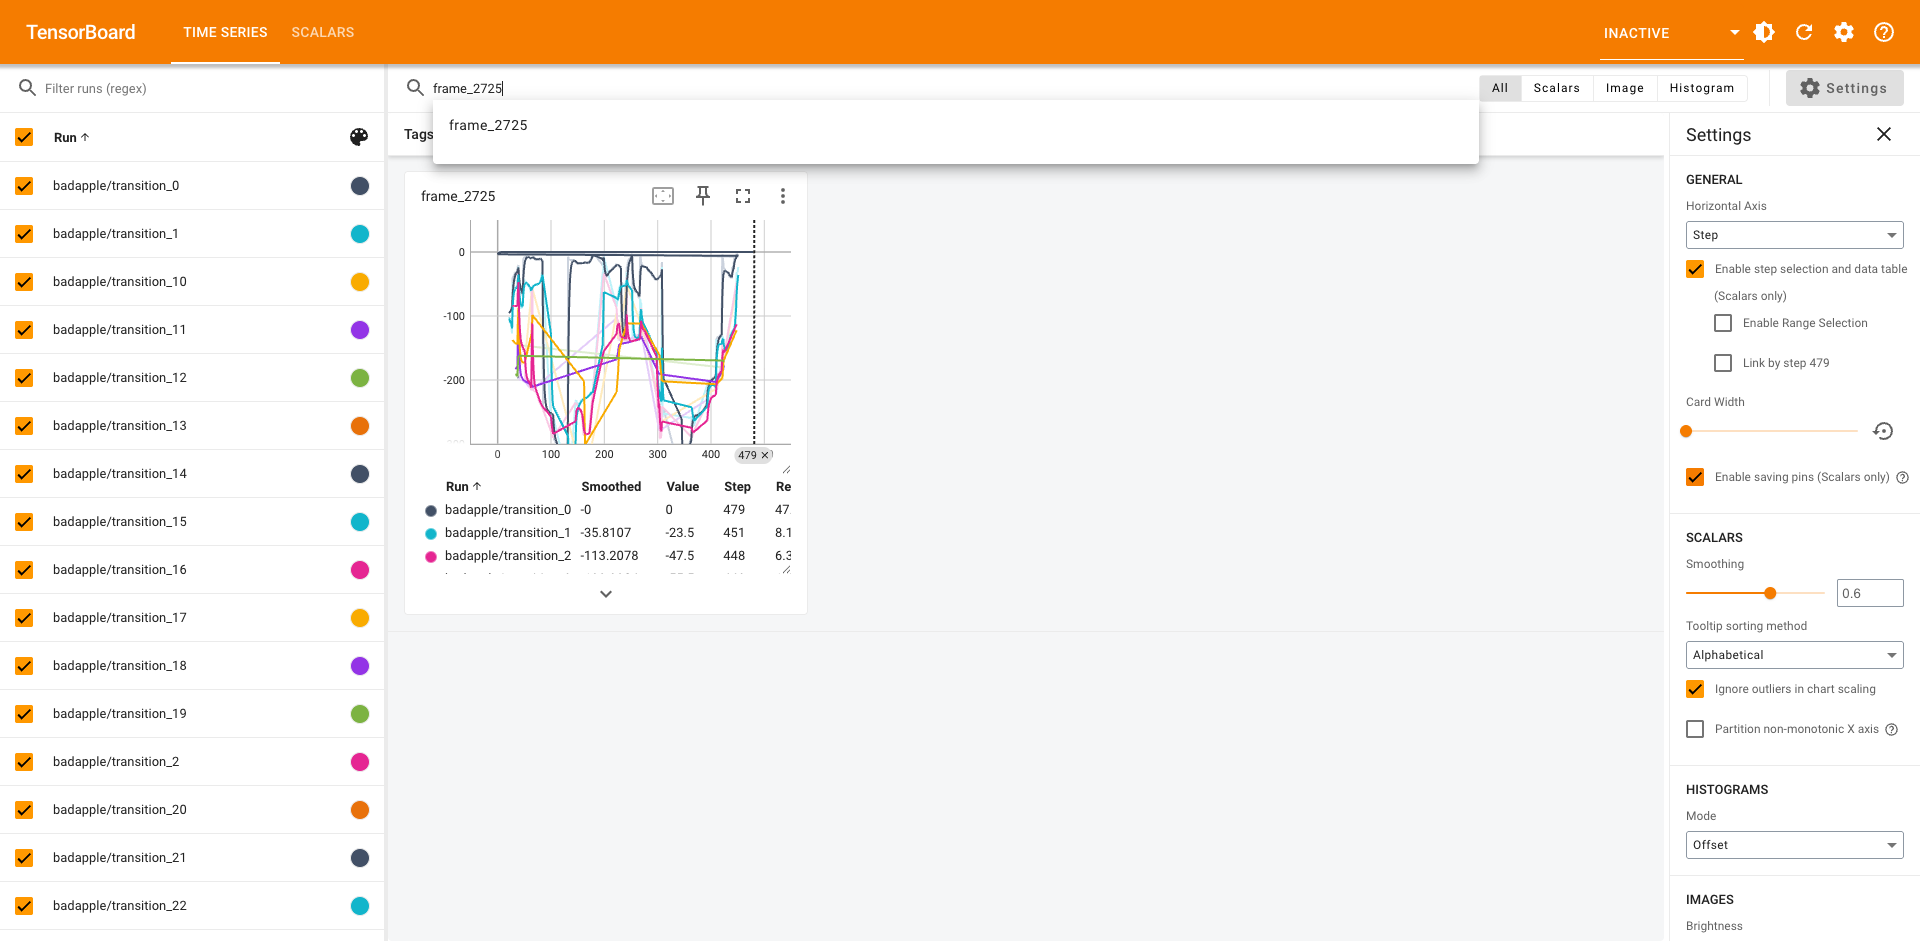 TensorBoard
TIME SERIES
SCALARS
INACTIVE
Filter runs (regex)
frame_2725
All
Scalars
Image
Histogram
Settings
Run
Tags
frame_2725
Settings
badapple/transition_0
badapple/transition_1
badapple/transition_10
badapple/transition_11
badapple/transition_12
badapple/transition_13
badapple/transition_14
badapple/transition_15
badapple/transition_16
badapple/transition_17
badapple/transition_18
badapple/transition_19
badapple/transition_2
badapple/transition_20
badapple/transition_21
badapple/transition_22
frame_2725
0
-100
-200
0 100 200 300 400 479
Run Smoothed Value Step Re
badapple/transition_0 -0 0 479 47.
badapple/transition_1 -35.8107 -23.5 451 8.1
badapple/transition_2 -113.2078 -47.5 448 6.3
GENERAL
Horizontal Axis
Step
Enable step selection and data table
(Scalars only)
Enable Range Selection
Link by step 479
Card Width
Enable saving pins (Scalars only)
SCALARS
Smoothing
0.6
Tooltip sorting method
Alphabetical
Ignore outliers in chart scaling
Partition non-monotonic X axis
HISTOGRAMS
Mode
Offset
IMAGES
Brightness